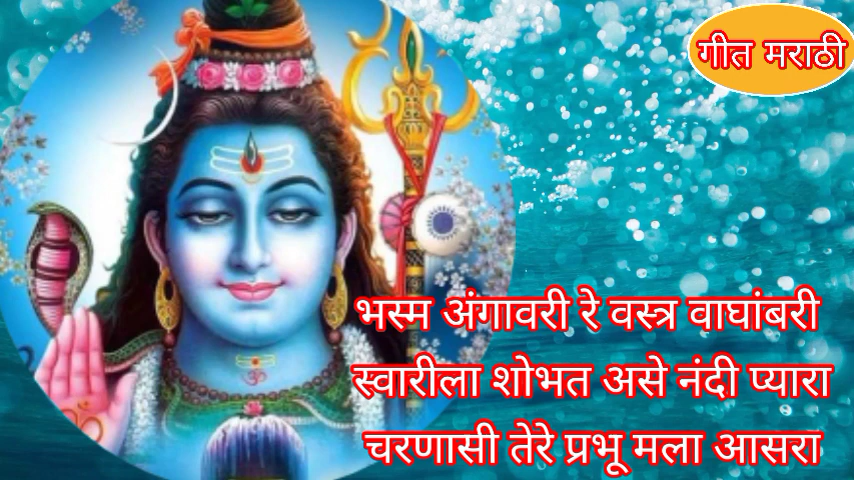 गीत मराठी
भस्म अंगावरी रे वस्त्र वाघांबरी
स्वारीला शोभत असे नंदी प्यारा
चरणासी तेरे प्रभू मला आसरा